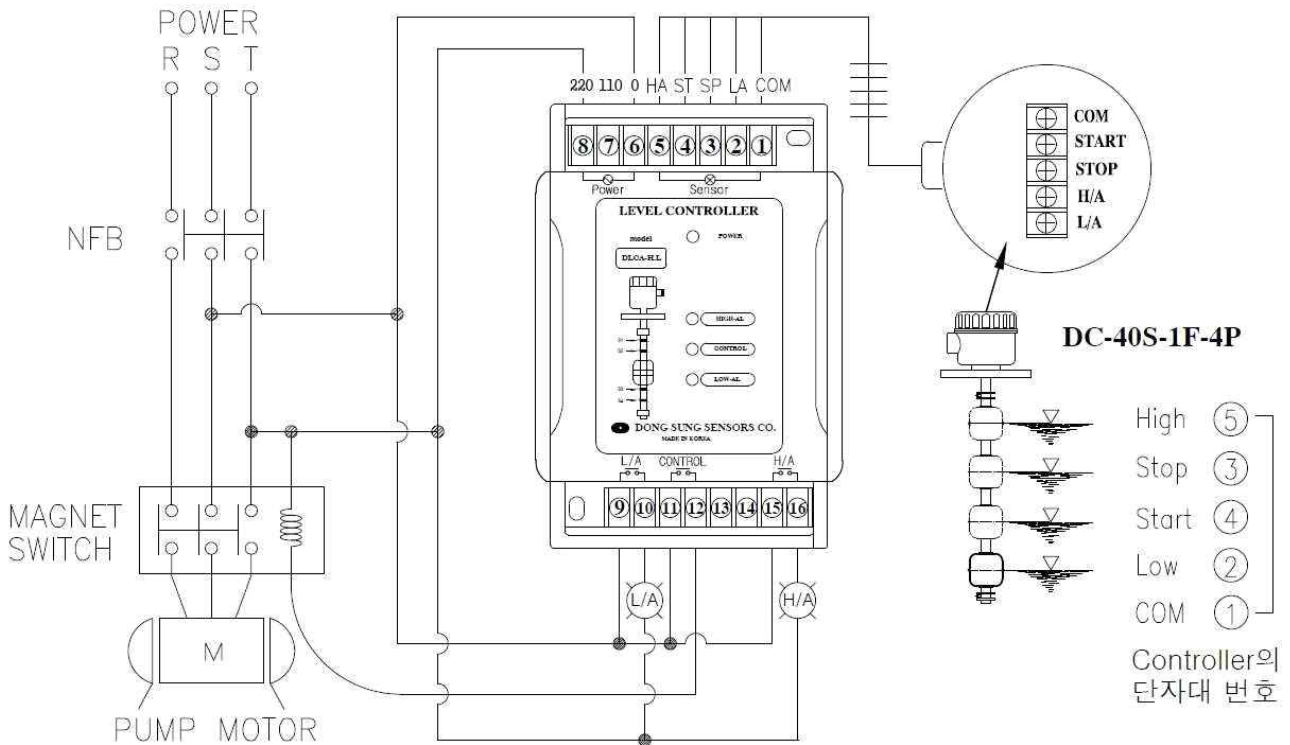 POWER
R S T
NFB
MAGNET
SWITCH
M
PUMP MOTOR
220 110 0 HA ST SP LA COM
8 7 6 5 4 3 2 1
Power
Sensor
LEVEL CONTROLLER
model
POWER
DLCA-H.L
HIGH-AL
CONTROL
LOW-AL
DONG SUNG SENSORS CO.
MADE IN KOREA
L/A CONTROL H/A
9 10 11 12 13 14 15 16
L/A
H/A
COM
START
STOP
H/A
L/A
DC-40S-1F-4P
High 5
Stop 3
Start 4
Low 2
COM 1
Controller의
단자대 번호